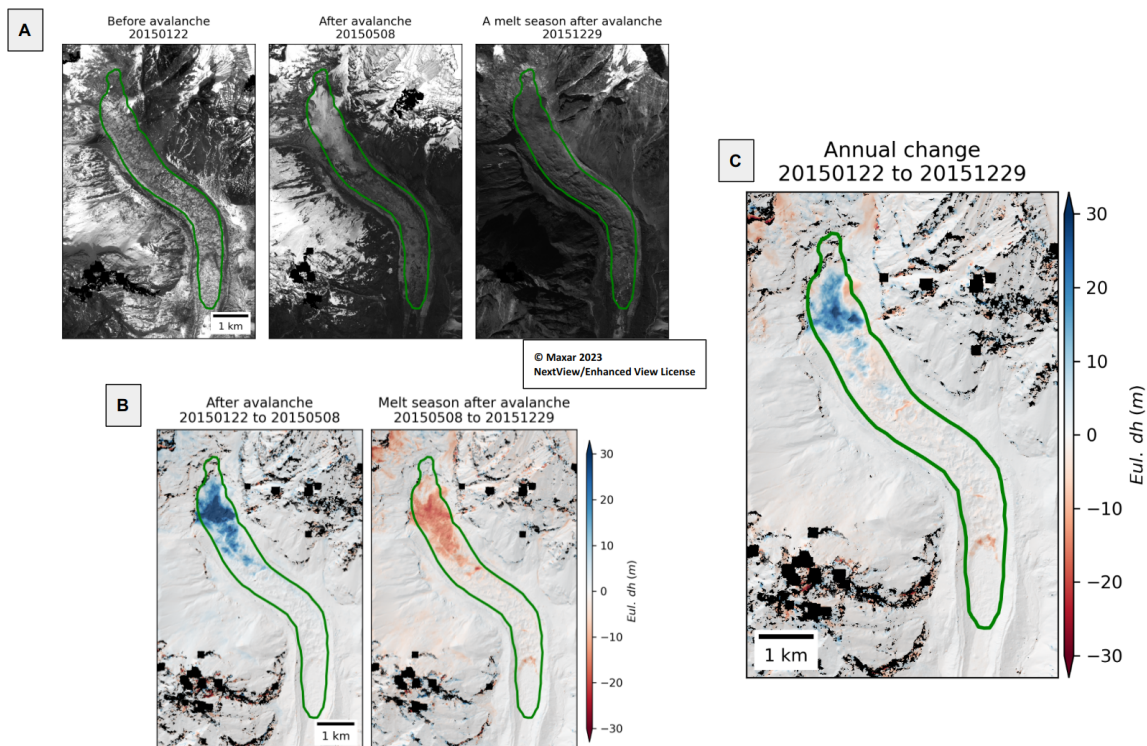 A
Before avalanche
20150122
After avalanche
20150508
A melt season after avalanche
20151229
1 km
© Maxar 2023
NextView/Enhanced View License
B
After avalanche
20150122 to 20150508
Melt season after avalanche
20150508 to 20151229
1 km
30
20
10
0
−10
−20
−30
Eul. dh (m)
C
Annual change
20150122 to 20151229
1 km
30
20
10
0
−10
−20
−30
Eul. dh (m)